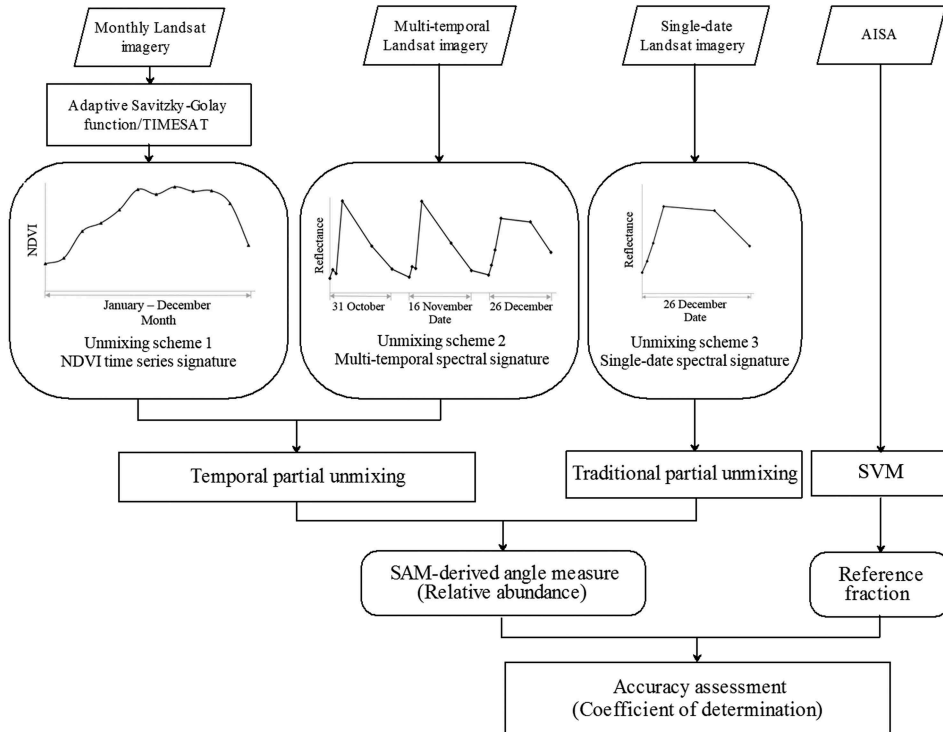 Monthly Landsat
imagery
Multi-temporal
Landsat imagery
Single-date
Landsat imagery
AISA
Adaptive Savitzky-Golay
function/TIMESAT
NDVI
January – December
Month
Unmixing scheme 1
NDVI time series signature
Reflectance
31 October
16 November
26 December
Date
Unmixing scheme 2
Multi-temporal spectral signature
Reflectance
26 December
Date
Unmixing scheme 3
Single-date spectral signature
Temporal partial unmixing
Traditional partial unmixing
SVM
SAM-derived angle measure
(Relative abundance)
Reference
fraction
Accuracy assessment
(Coefficient of determination)